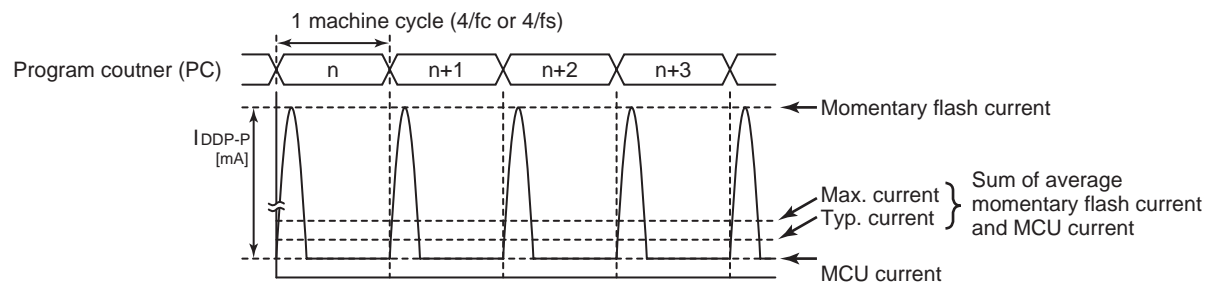 1 machine cycle (4/fc or 4/fs)
Program coutner (PC)
n
n+1
n+2
n+3
Momentary flash current
IDDP-P
[mA]
Max. current
Typ. current
Sum of average
momentary flash current
and MCU current
MCU current